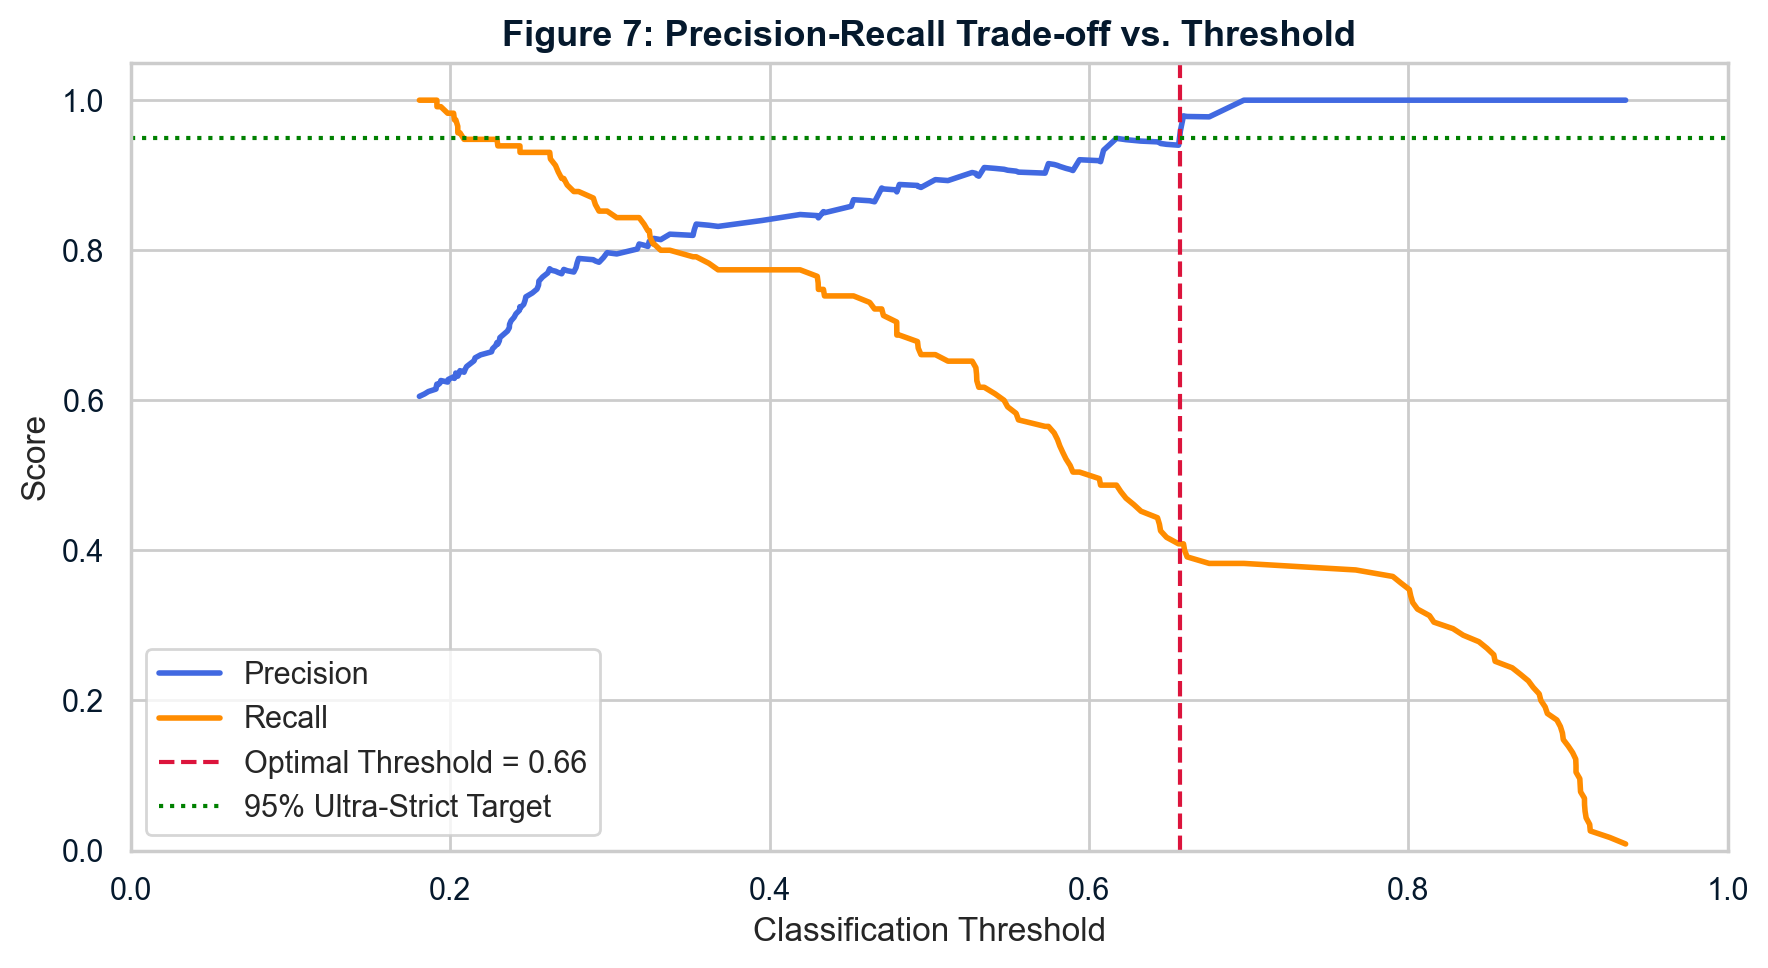 Figure 7: Precision-Recall Trade-off vs. Threshold
1.0
0.8
0.6
0.4
0.2
0.0
Score
Precision
Recall
Optimal Threshold = 0.66
95% Ultra-Strict Target
0.0 0.2 0.4 0.6 0.8 1.0
Classification Threshold